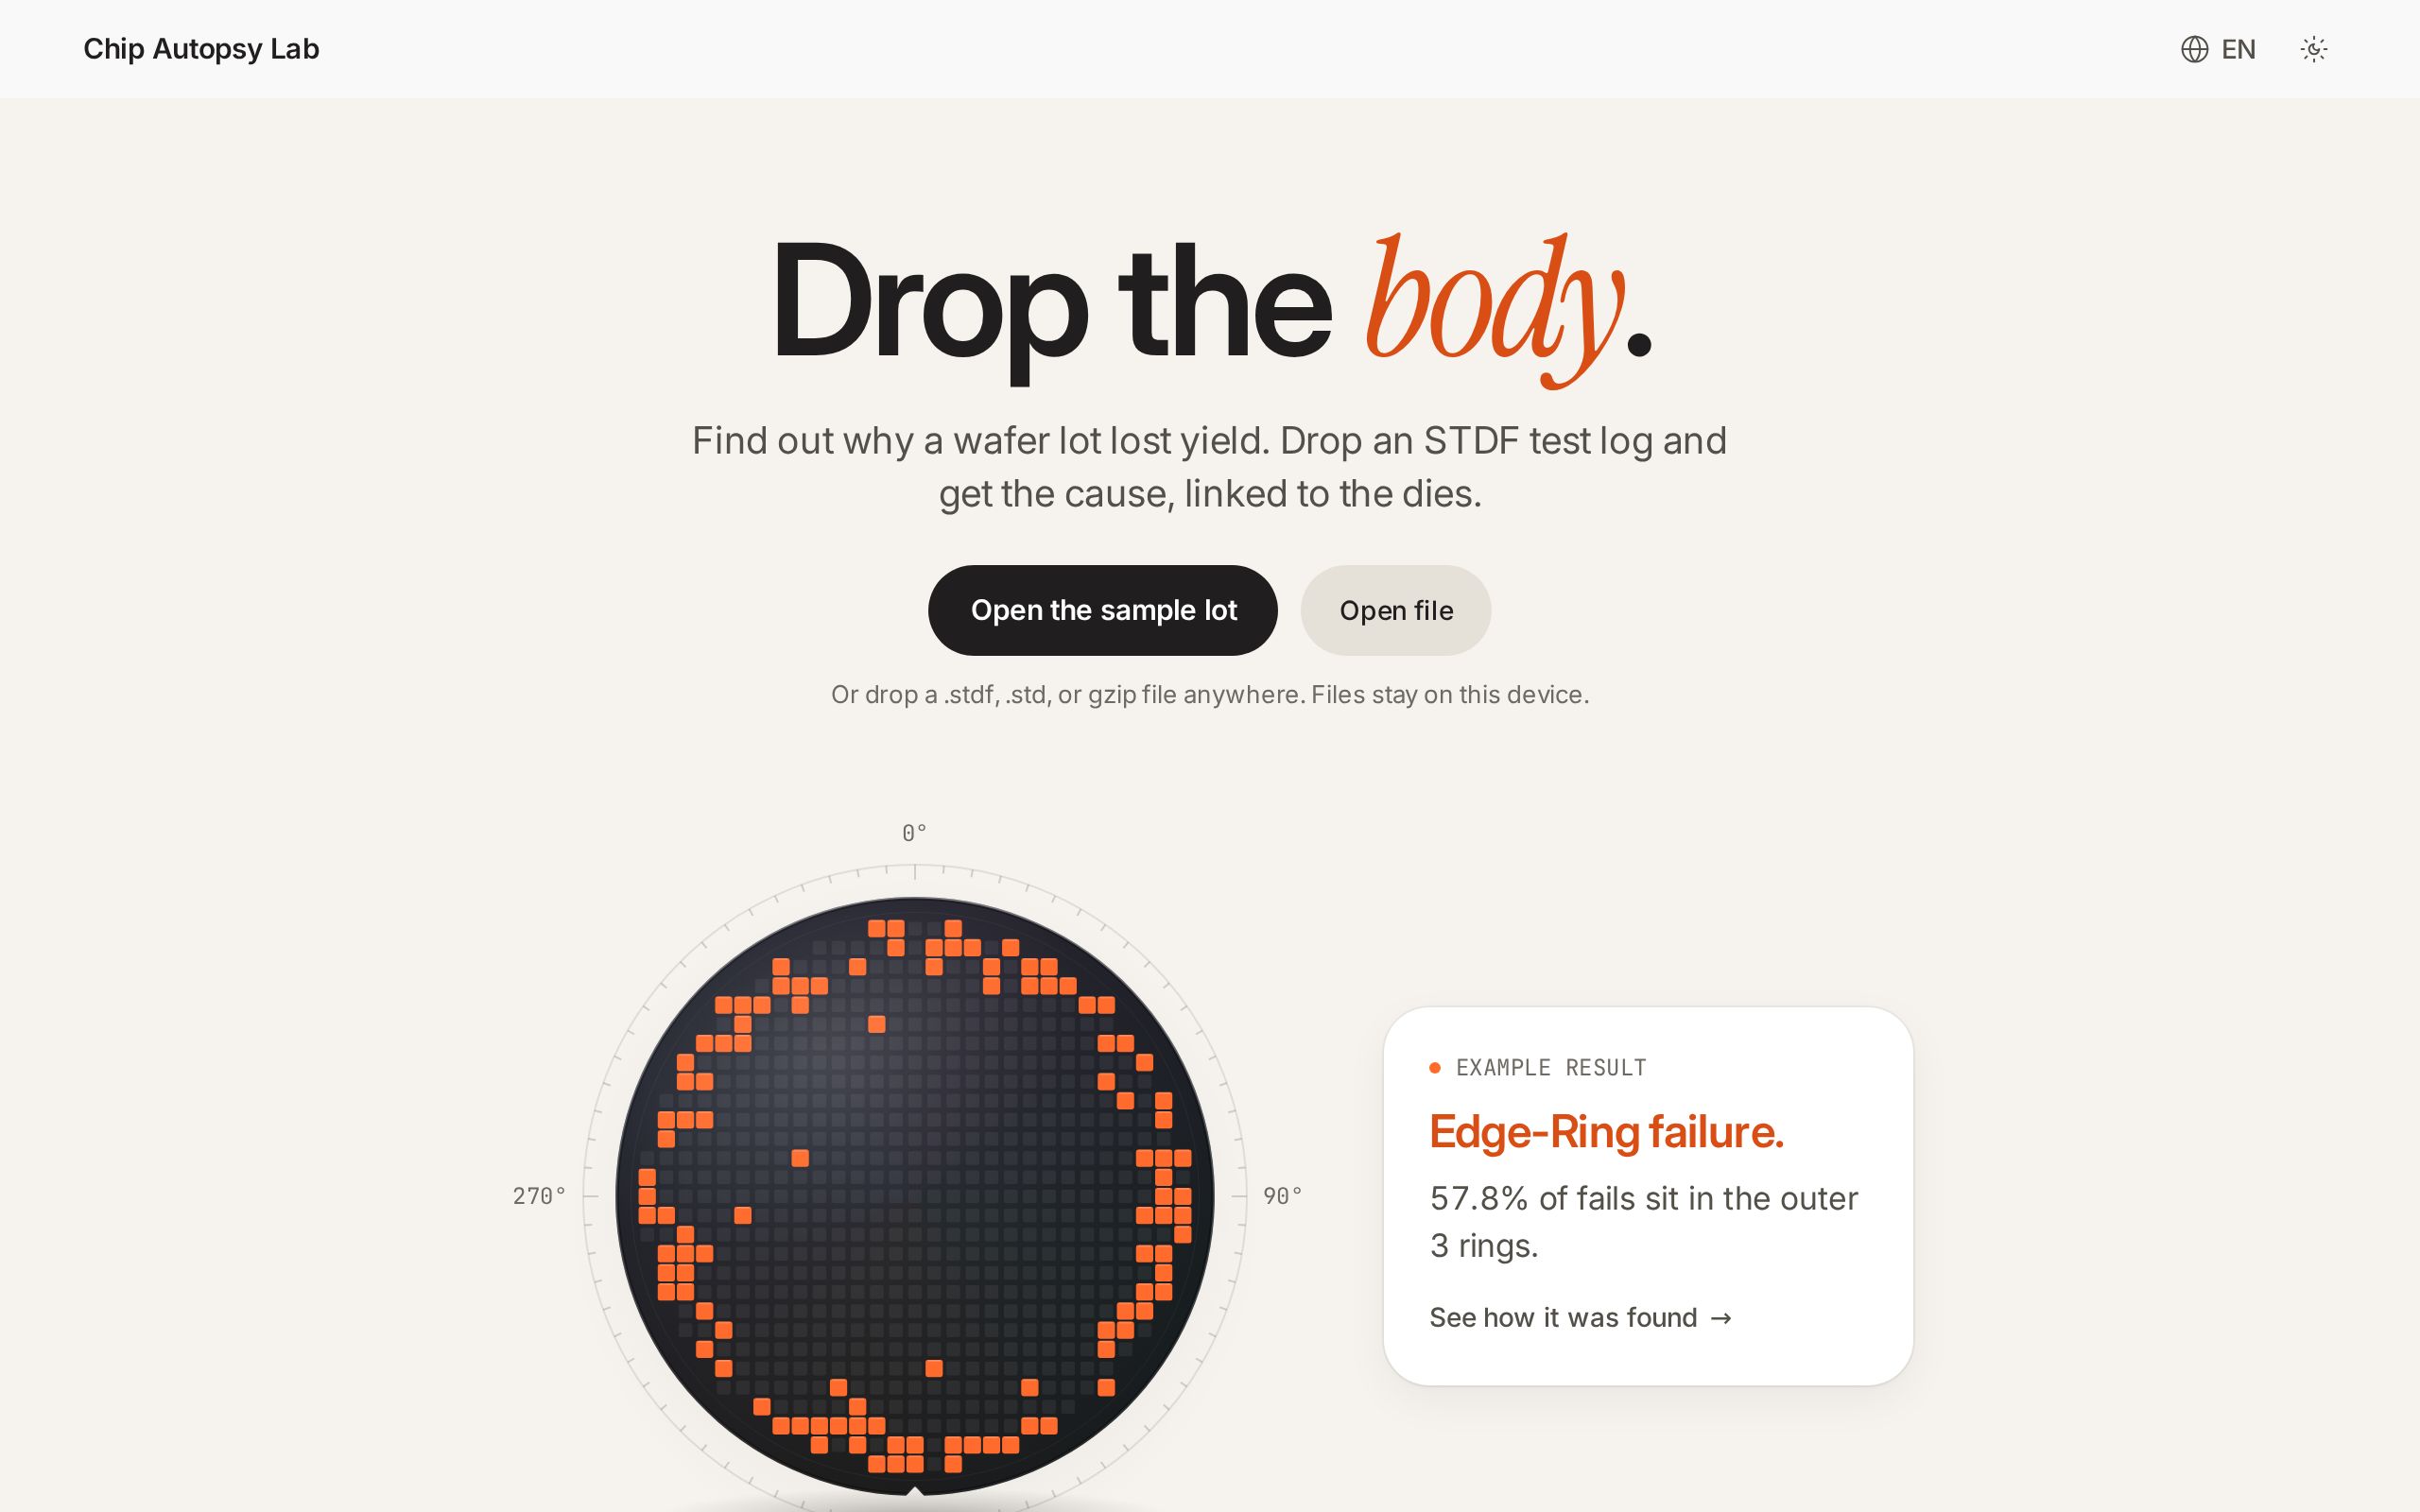 Chip Autopsy Lab
EN
Drop the body.
Find out why a wafer lot lost yield. Drop an STDF test log and
get the cause, linked to the dies.
Open the sample lot
Open file
Or drop a .stdf, .std, or gzip file anywhere. Files stay on this device.
0°
270°
90°
EXAMPLE RESULT
Edge-Ring failure.
57.8% of fails sit in the outer
3 rings.
See how it was found →